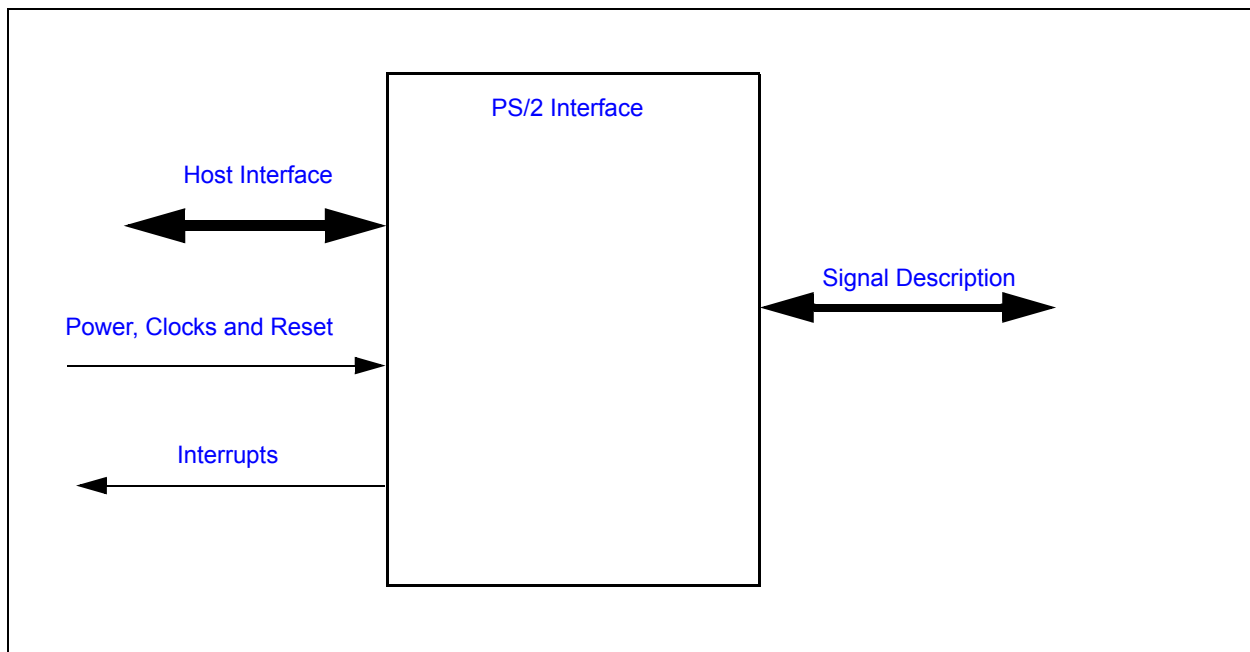 PS/2 Interface
Host Interface
Signal Description
Power, Clocks and Reset
Interrupts